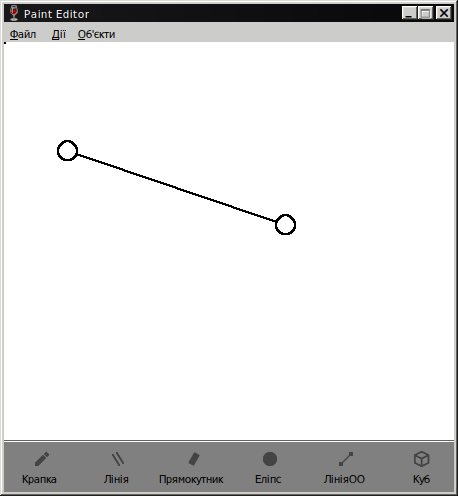 Paint Editor
Файл Дії Об'єкти
Крапка Лінія Прямокутник Еліпс ЛініяОО Куб